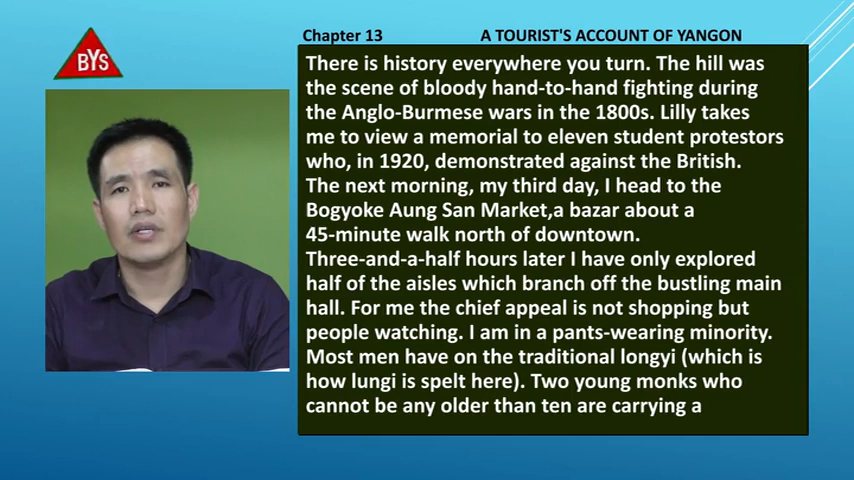 BYS
Chapter 13 A TOURIST'S ACCOUNT OF YANGON
There is history everywhere you turn. The hill was
the scene of bloody hand-to-hand fighting during
the Anglo-Burmese wars in the 1800s. Lilly takes
me to view a memorial to eleven student protestors
who, in 1920, demonstrated against the British.
The next morning, my third day, I head to the
Bogyoke Aung San Market,a bazar about a
45-minute walk north of downtown.
Three-and-a-half hours later I have only explored
half of the aisles which branch off the bustling main
hall. For me the chief appeal is not shopping but
people watching. I am in a pants-wearing minority.
Most men have on the traditional longyi (which is
how lungi is spelt here). Two young monks who
cannot be any older than ten are carrying a